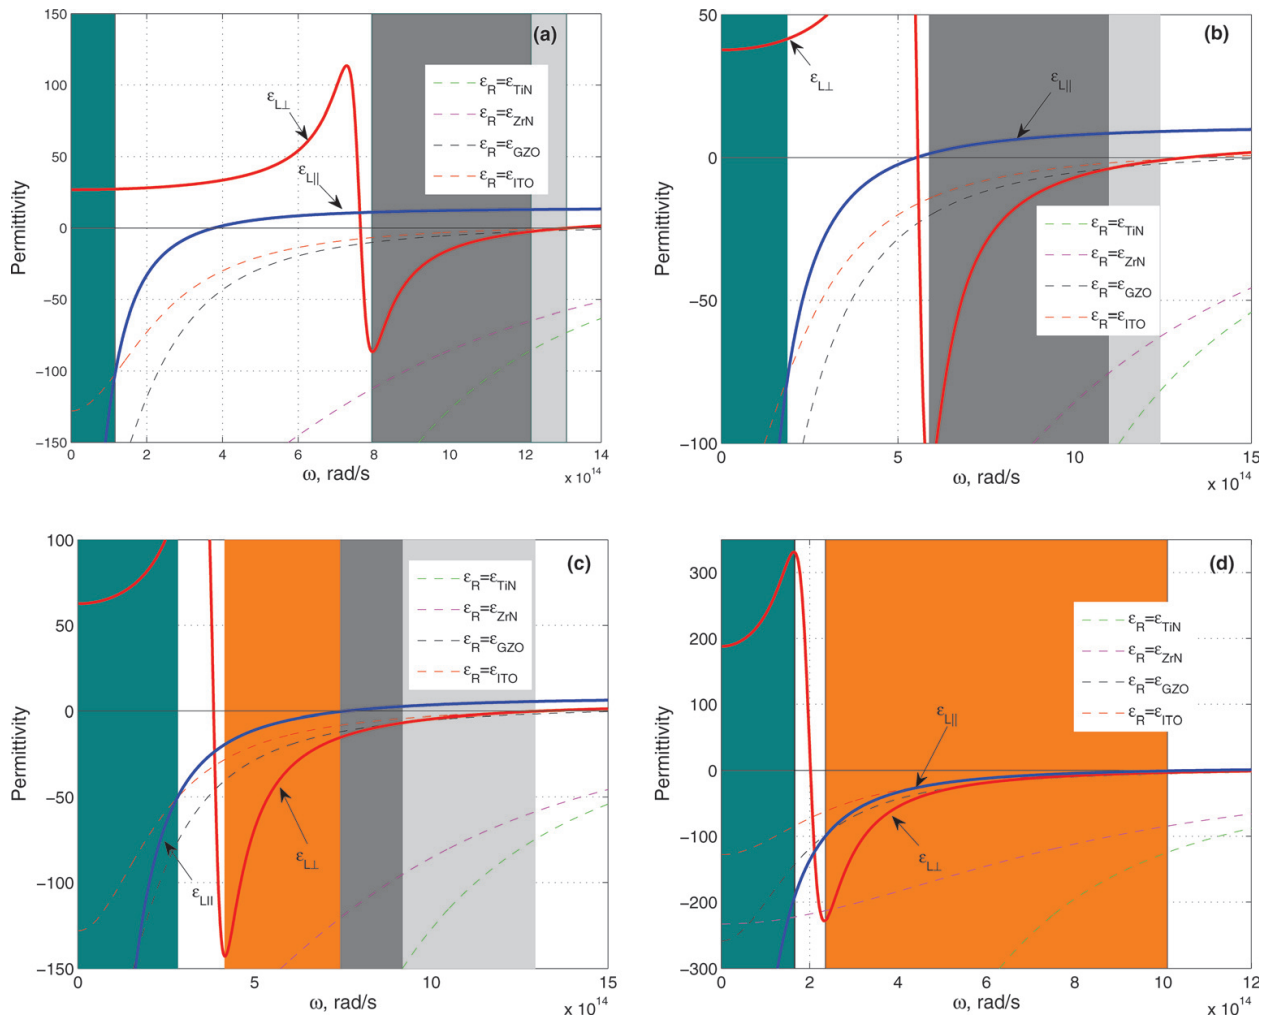 (a)
150
100
50
0
−50
−100
−150
Permittivity
ε_L⊥
ε_L||
ε_R=ε_TiN
ε_R=ε_ZrN
ε_R=ε_GZO
ε_R=ε_ITO
0 2 4 6 8 10 12 14
ω, rad/s
x 10^14
(b)
50
0
−50
−100
Permittivity
ε_L⊥
ε_L||
ε_R=ε_TiN
ε_R=ε_ZrN
ε_R=ε_GZO
ε_R=ε_ITO
0 5 10 15
ω, rad/s
x 10^14
(c)
100
50
0
−50
−100
−150
Permittivity
ε_R=ε_TiN
ε_R=ε_ZrN
ε_R=ε_GZO
ε_R=ε_ITO
ε_L||
ε_L⊥
0 5 10 15
ω, rad/s
x 10^14
(d)
300
200
100
0
−100
−200
−300
Permittivity
ε_R=ε_TiN
ε_R=ε_ZrN
ε_R=ε_GZO
ε_R=ε_ITO
ε_L||
ε_L⊥
0 2 4 6 8 10 12
ω, rad/s
x 10^14